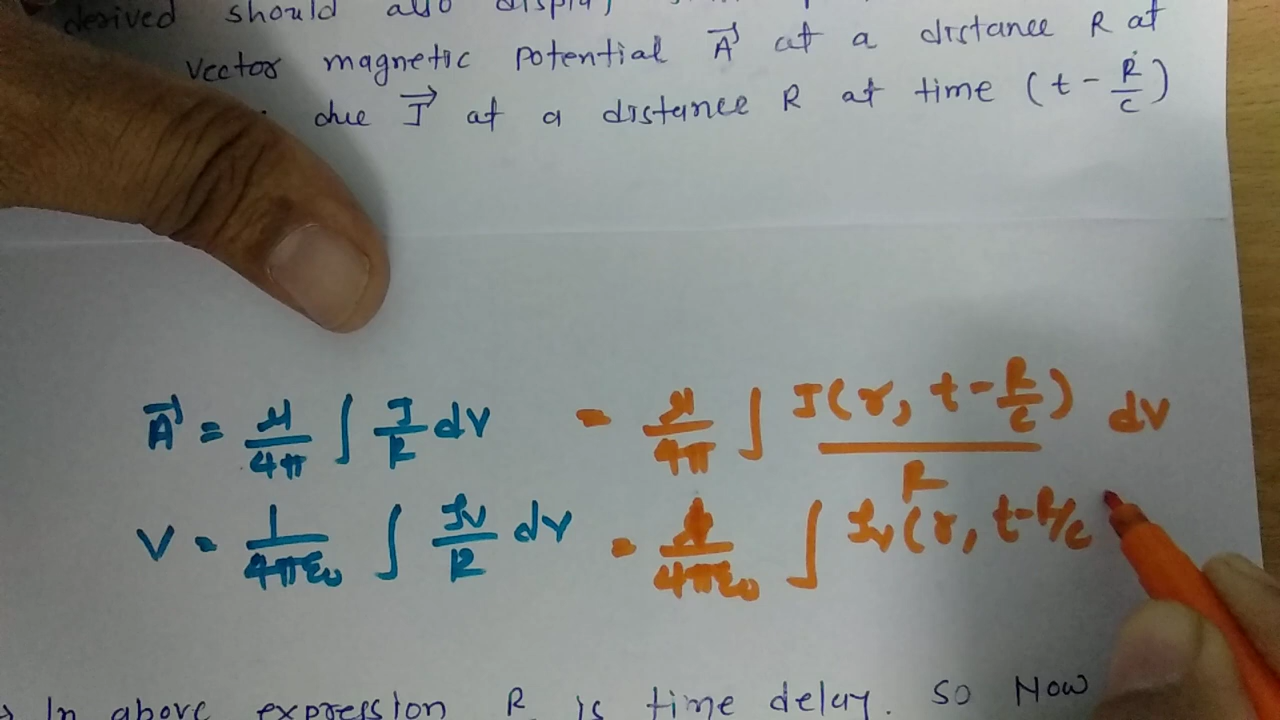 derived should also
vector magnetic potential A⃗ at a distance R at
due J⃗ at a distance R at time (t - R/c)
A⃗ = μ/4π ∫ J/R dv = μ/4π ∫ J(r, t - R/c)/R dv
V = 1/4πε₀ ∫ ρv/R dv = 1/4πε₀ ∫ ρv(r, t - R/c
→ In above expression R is time delay. So Now